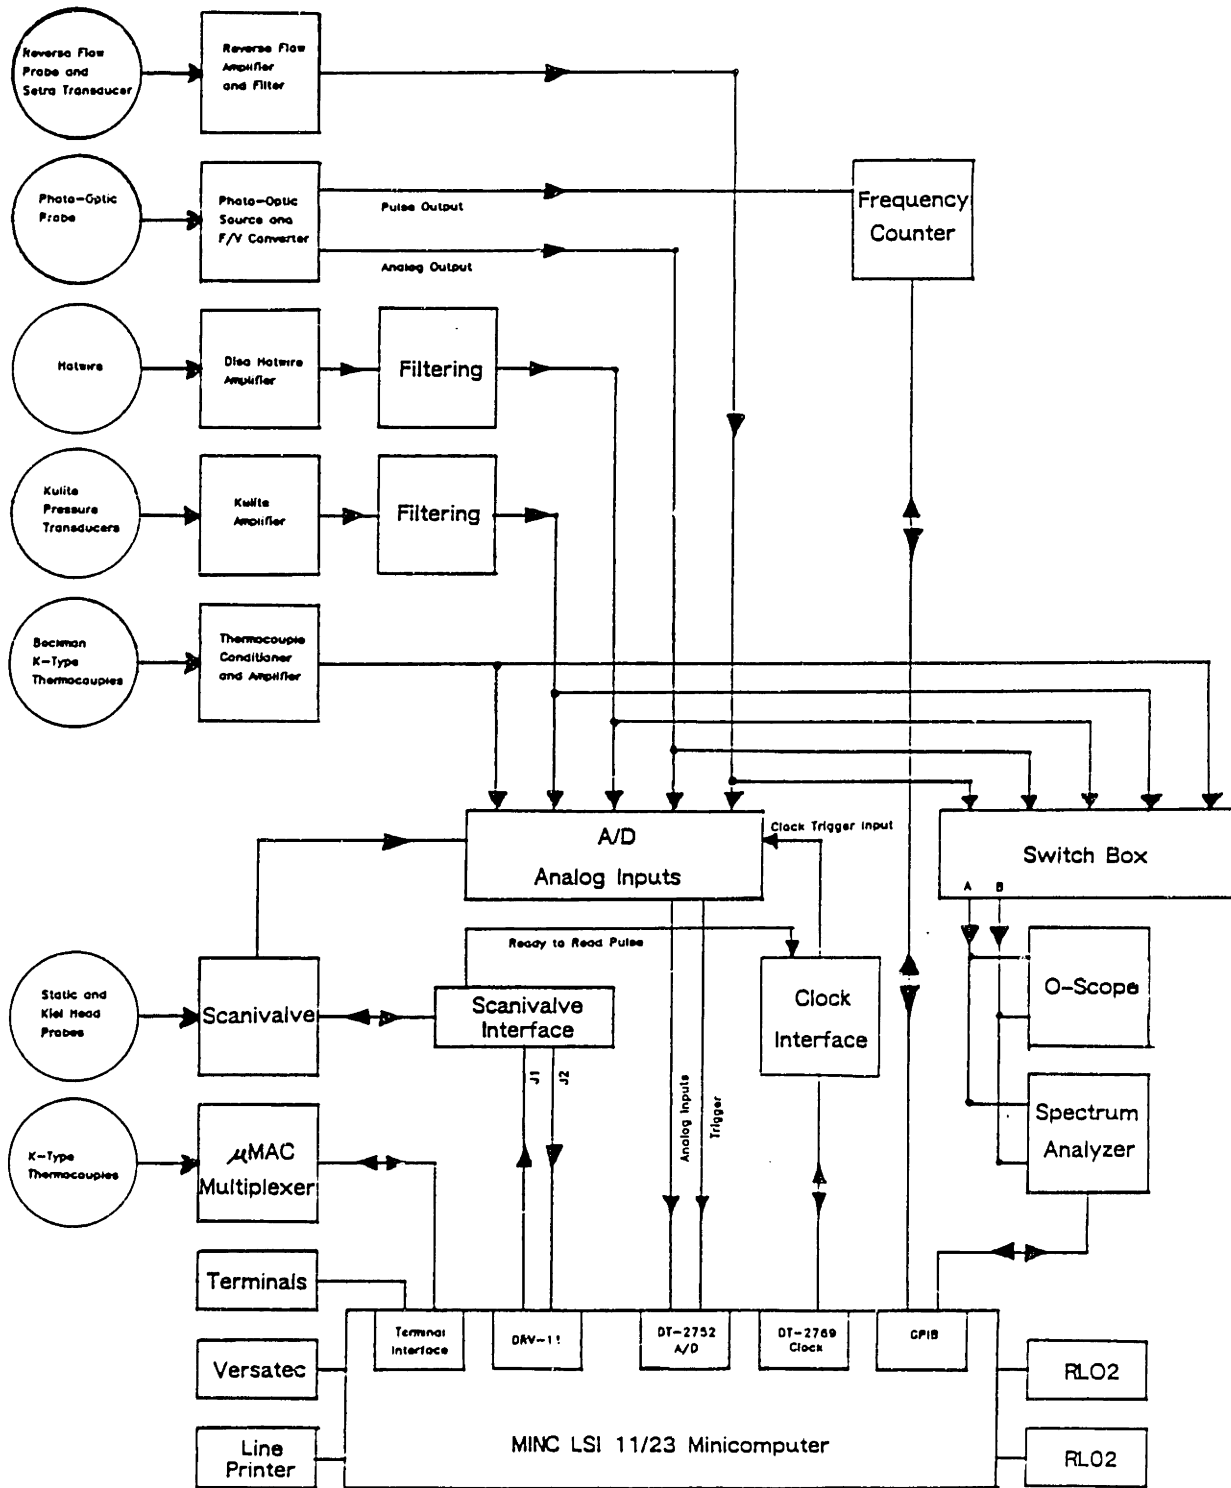 Reverse Flow
Probe and
Setra Transducer
Reverse Flow
Amplifier
and Filter
Photo-Optic
Probe
Photo-Optic
Source and
F/V Converter
Pulse Output
Analog Output
Frequency
Counter
Hotwire
Disa Hotwire
Amplifier
Filtering
Kulite
Pressure
Transducers
Kulite
Amplifier
Filtering
Beckman
K-Type
Thermocouples
Thermocouple
Conditioner
and Amplifier
A/D
Analog Inputs
Clock Trigger Input
Switch Box
A B
Ready to Read Pulse
Static and
Kiel Head
Probes
Scanivalve
Scanivalve
Interface
Clock
Interface
O-Scope
J1
J2
Analog Inputs
Trigger
K-Type
Thermocouples
μMAC
Multiplexer
Spectrum
Analyzer
Terminals
Terminal
Interface
DRV-11
DT-2752
A/D
DT-2769
Clock
GPIB
Versatec
RLO2
Line
Printer
MINC LSI 11/23 Minicomputer
RLO2